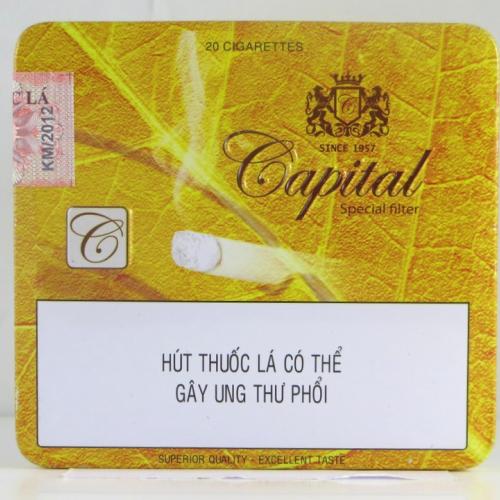 20 CIGARETTES
C LÁ
KM/2012
C
SINCE 1957
Capital
Special filter
C
HÚT THUỐC LÁ CÓ THỂ
GÂY UNG THƯ PHỔI
SUPERIOR QUALITY - EXCELLENT TASTE